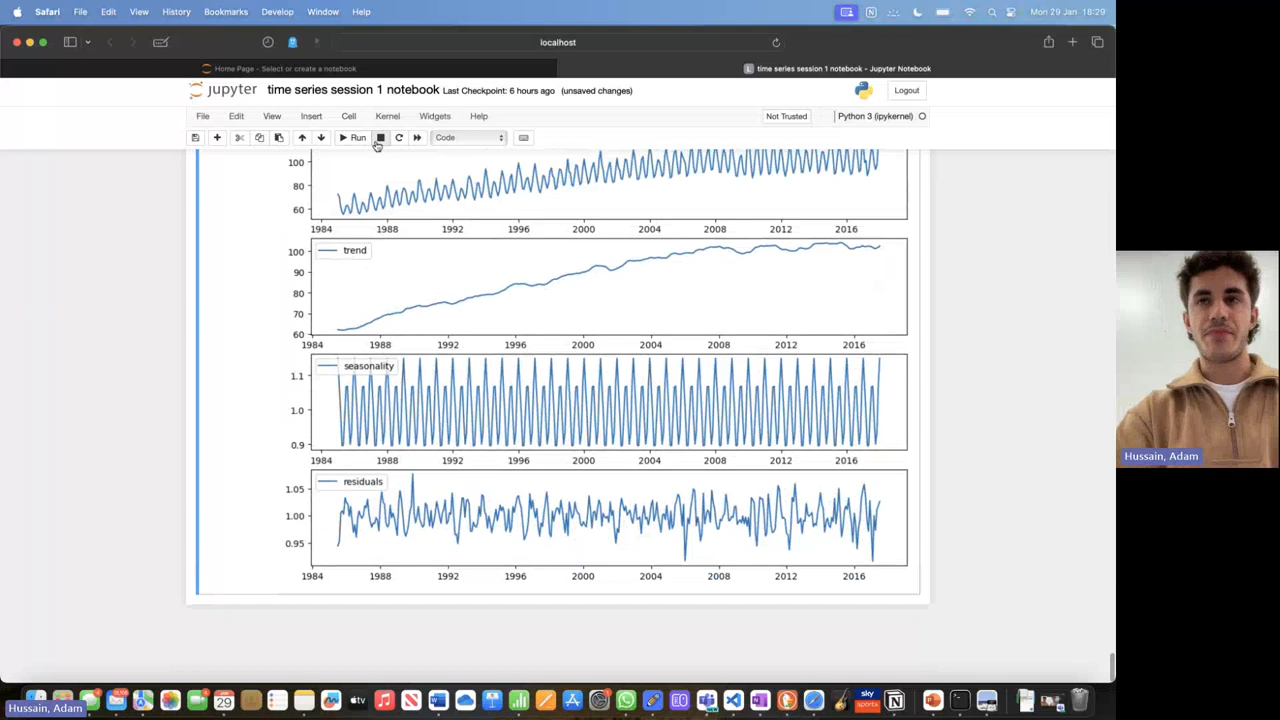 Safari File Edit View History Bookmarks Develop Window Help Mon 29 Jan 18:29
localhost
Home Page - Select or create a notebook
time series session 1 notebook - Jupyter Notebook
jupyter time series session 1 notebook Last Checkpoint: 6 hours ago (unsaved changes) Logout
File Edit View Insert Cell Kernel Widgets Help Not Trusted Python 3 (ipykernel)
Run Code
100
80
60
1984 1988 1992 1996 2000 2004 2008 2012 2016
trend
100
90
80
70
60
1984 1988 1992 1996 2000 2004 2008 2012 2016
seasonality
1.1
1.0
0.9
1984 1988 1992 1996 2000 2004 2008 2012 2016
residuals
1.05
1.00
0.95
1984 1988 1992 1996 2000 2004 2008 2012 2016
Hussain, Adam
29
sky
sports
Hussain, Adam